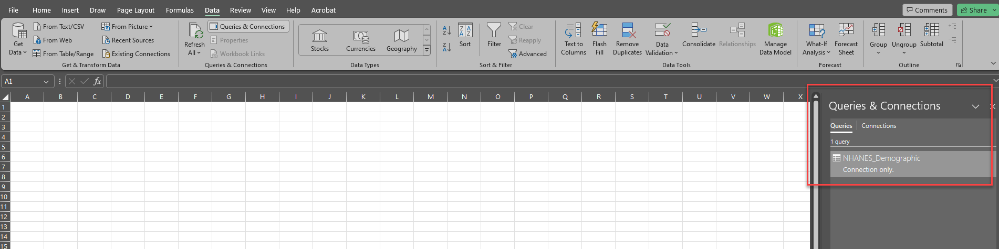 File Home Insert Draw Page Layout Formulas Data Review View Help Acrobat Comments Share
Get Data
From Text/CSV
From Web
From Table/Range
From Picture
Recent Sources
Existing Connections
Get & Transform Data
Refresh All
Queries & Connections
Properties
Workbook Links
Queries & Connections
Stocks
Currencies
Geography
Data Types
A Z
Z A
Z A A Z
Sort
Filter
Clear
Reapply
Advanced
Sort & Filter
Text to Columns
Flash Fill
Remove Duplicates
Data Validation
Consolidate
Relationships
Manage Data Model
Data Tools
What-If Analysis
Forecast Sheet
Forecast
Group
Ungroup
Subtotal
Outline
A1
fx
A B C D E F G H I J K L M N O P Q R S T U V W X
1
2
3
4
5
6
7
8
9
10
11
12
13
14
15
Queries & Connections
Queries Connections
1 query
NHANES_Demographic
Connection only.